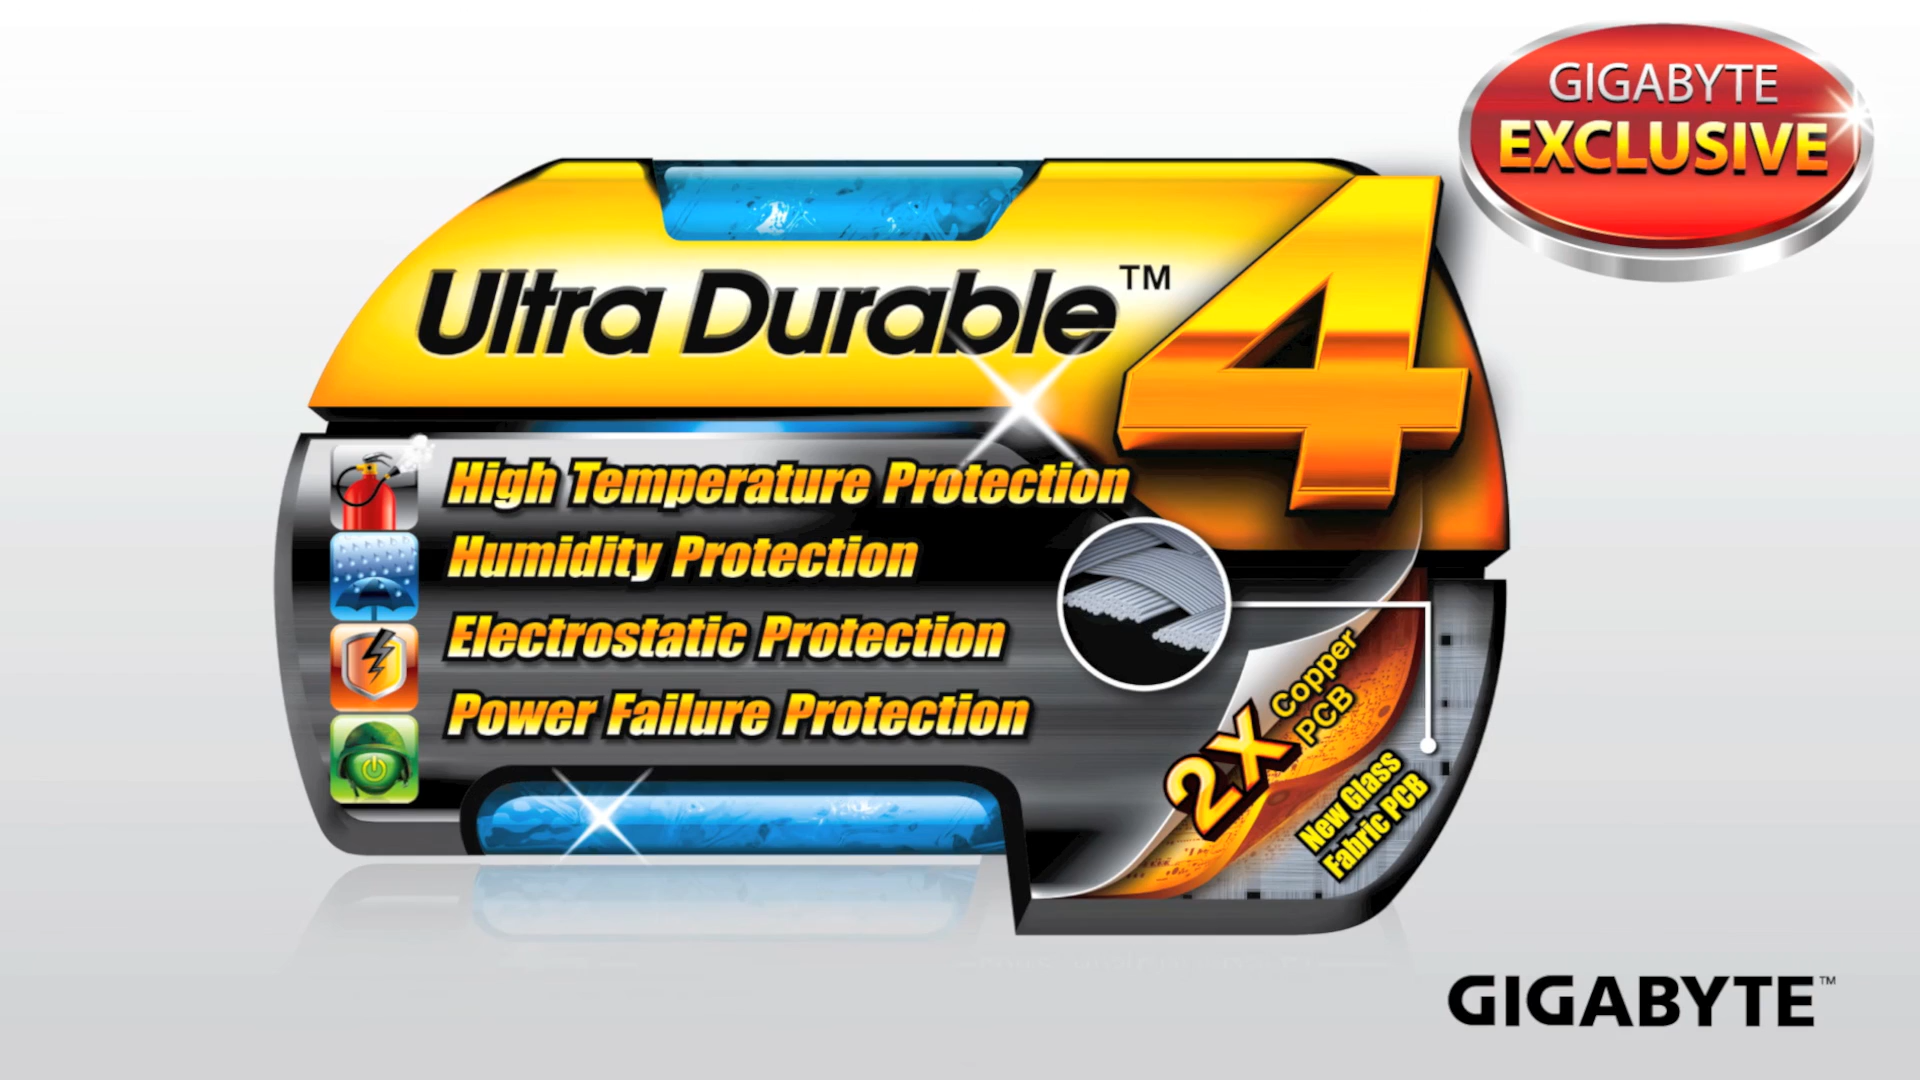 GIGABYTE
EXCLUSIVE
Ultra Durable™ 4
High Temperature Protection
Humidity Protection
Electrostatic Protection
Power Failure Protection
2X Copper
PCB
New Glass
Fabric PCB
GIGABYTE™